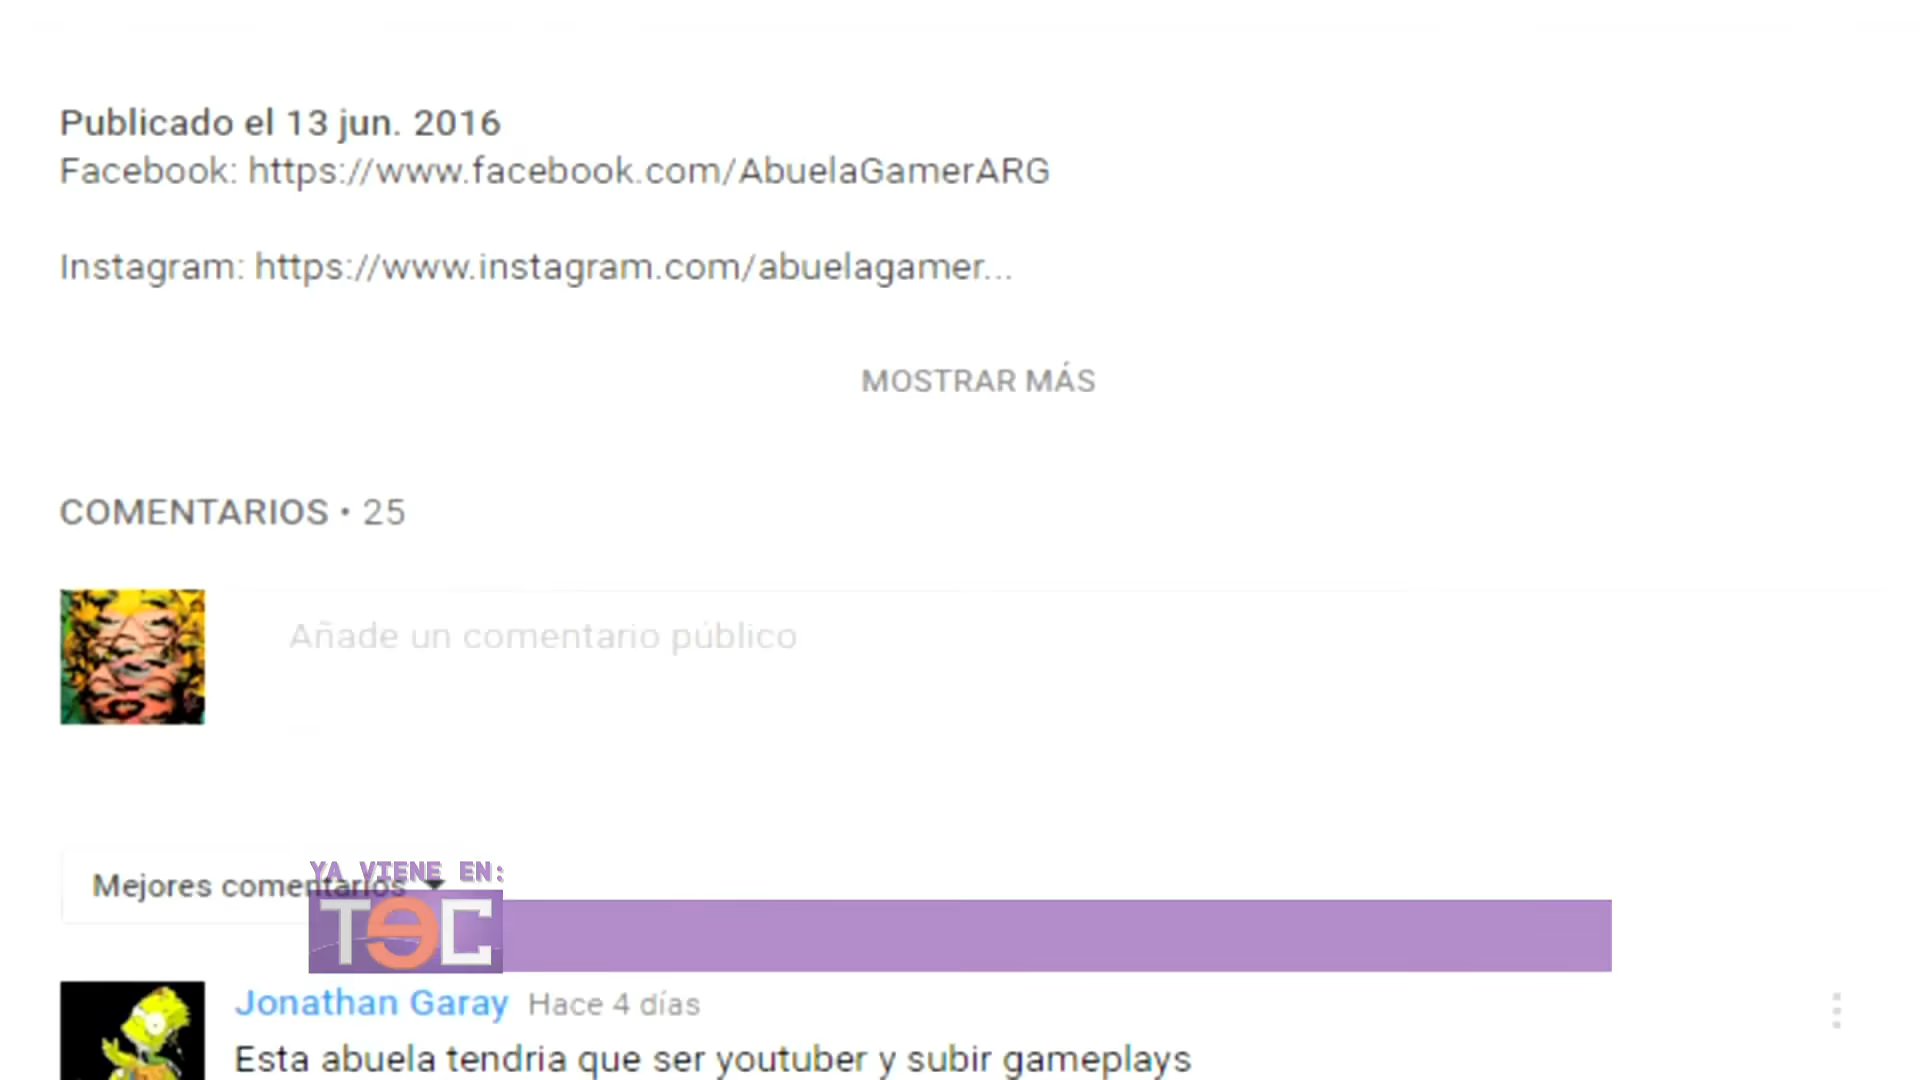 Publicado el 13 jun. 2016
Facebook: https://www.facebook.com/AbuelaGamerARG
Instagram: https://www.instagram.com/abuelagamer...
MOSTRAR MÁS
COMENTARIOS • 25
Añade un comentario público
Mejores comentarios
YA VIENE EN:
TEC
Jonathan Garay Hace 4 días
Esta abuela tendria que ser youtuber y subir gameplays